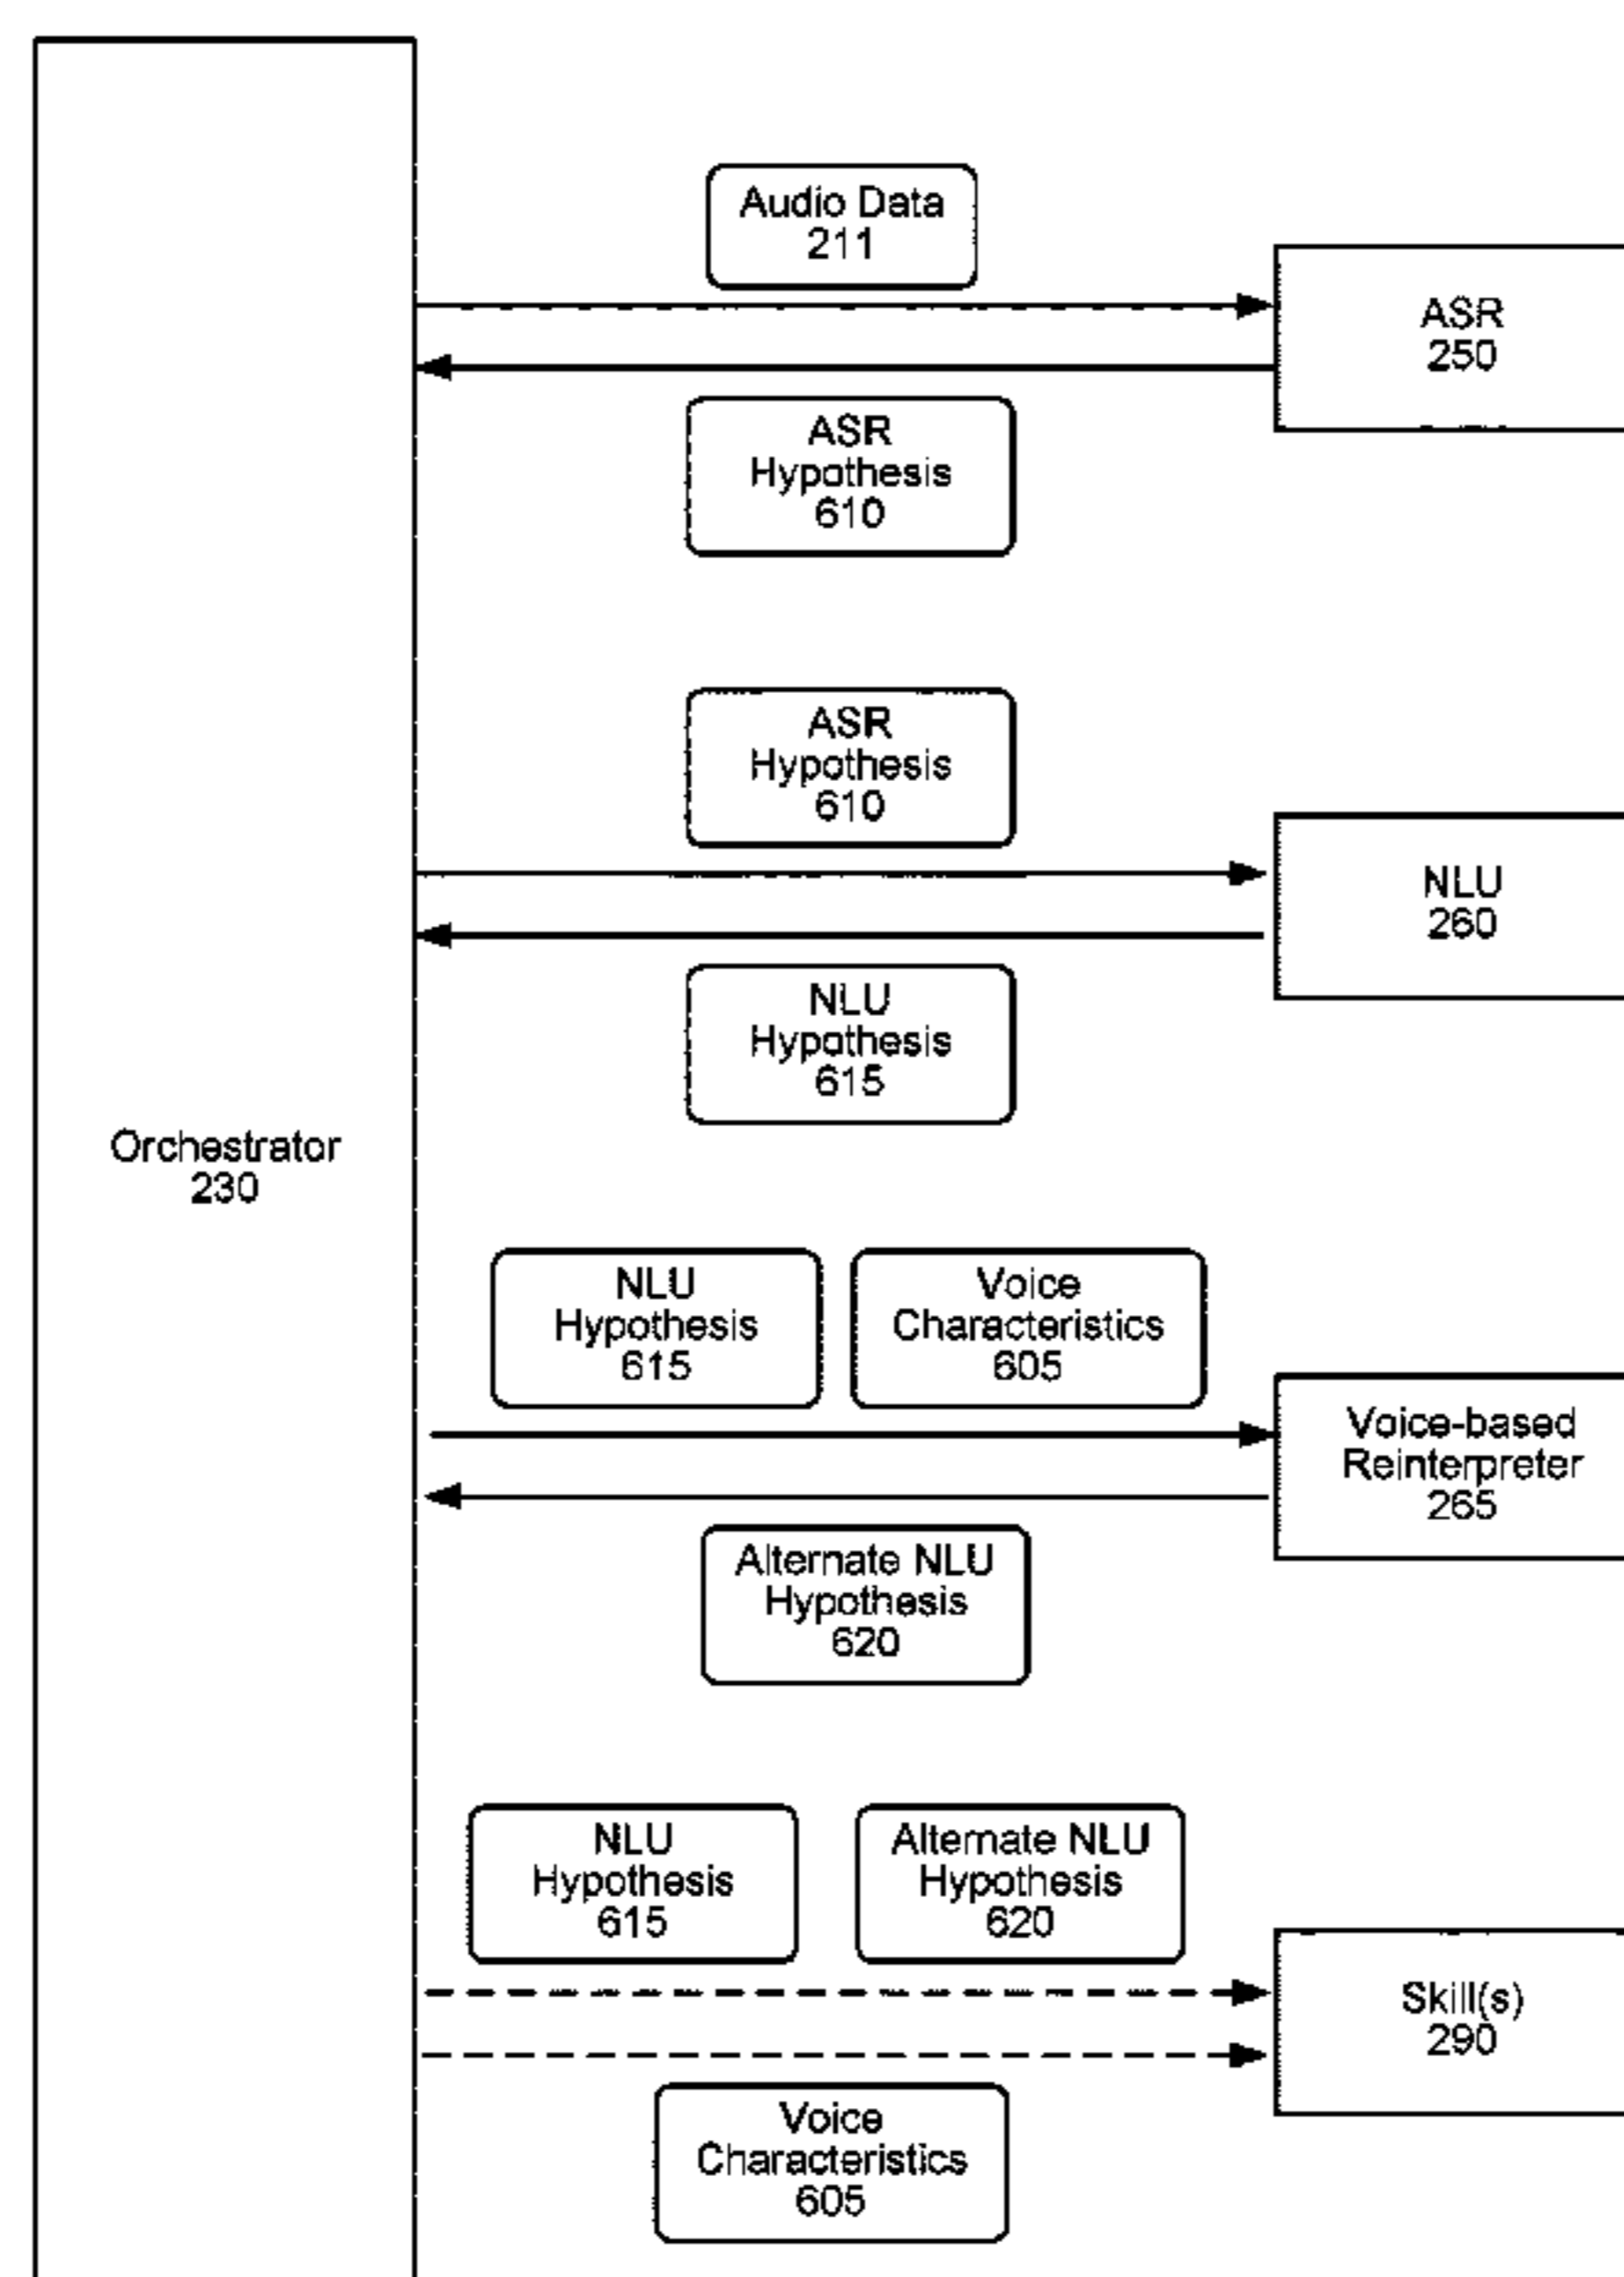 Audio Data
211
ASR
250
ASR
Hypothesis
610
ASR
Hypothesis
610
NLU
260
NLU
Hypothesis
615
Orchestrator
230
NLU
Hypothesis
615
Voice
Characteristics
605
Voice-based
Reinterpreter
265
Alternate NLU
Hypothesis
620
NLU
Hypothesis
615
Alternate NLU
Hypothesis
620
Skill(s)
290
Voice
Characteristics
605